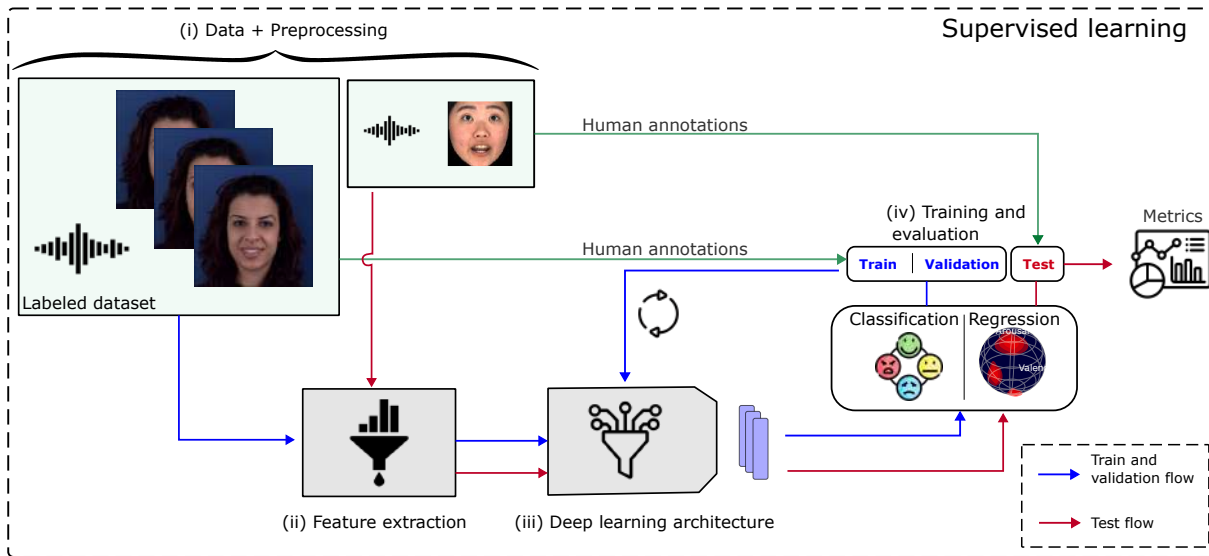 Supervised learning
(i) Data + Preprocessing
Human annotations
Labeled dataset
Human annotations
(iv) Training and
evaluation
Train | Validation
Test
Metrics
Classification
Regression
Arousal
Valen
(ii) Feature extraction
(iii) Deep learning architecture
Train and
validation flow
Test flow